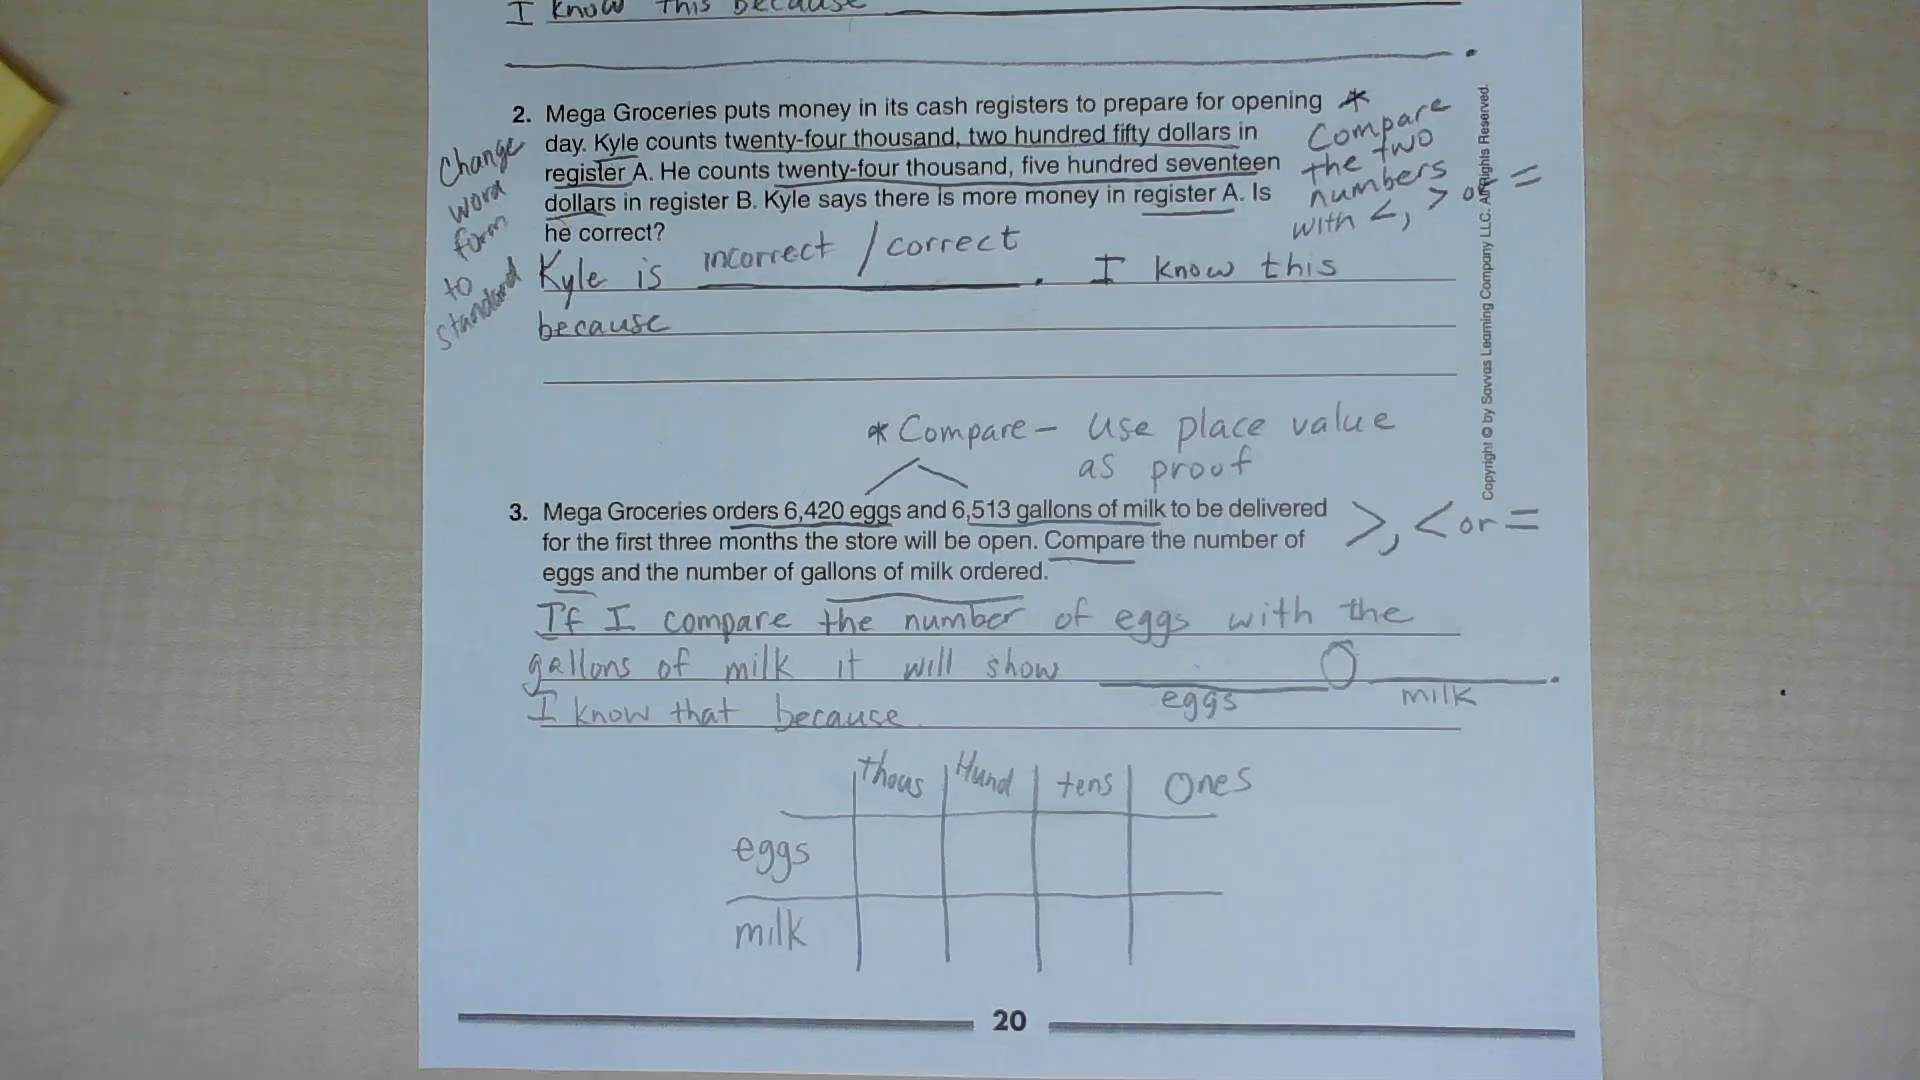 I know this because
.
2. Mega Groceries puts money in its cash registers to prepare for opening
day. Kyle counts twenty-four thousand, two hundred fifty dollars in
register A. He counts twenty-four thousand, five hundred seventeen
dollars in register B. Kyle says there is more money in register A. Is
he correct?
Change
word
form
to
standard
* Compare
the two
numbers
with <, > or =
Kyle is incorrect / correct . I know this
because
* Compare - use place value
as proof
3. Mega Groceries orders 6,420 eggs and 6,513 gallons of milk to be delivered
for the first three months the store will be open. Compare the number of
eggs and the number of gallons of milk ordered.
>, < or =
If I compare the number of eggs with the
gallons of milk it will show O .
eggs milk
I know that because
Thous Hund tens Ones
eggs
milk
20
Copyright © by Savvas Learning Company LLC. All Rights Reserved.